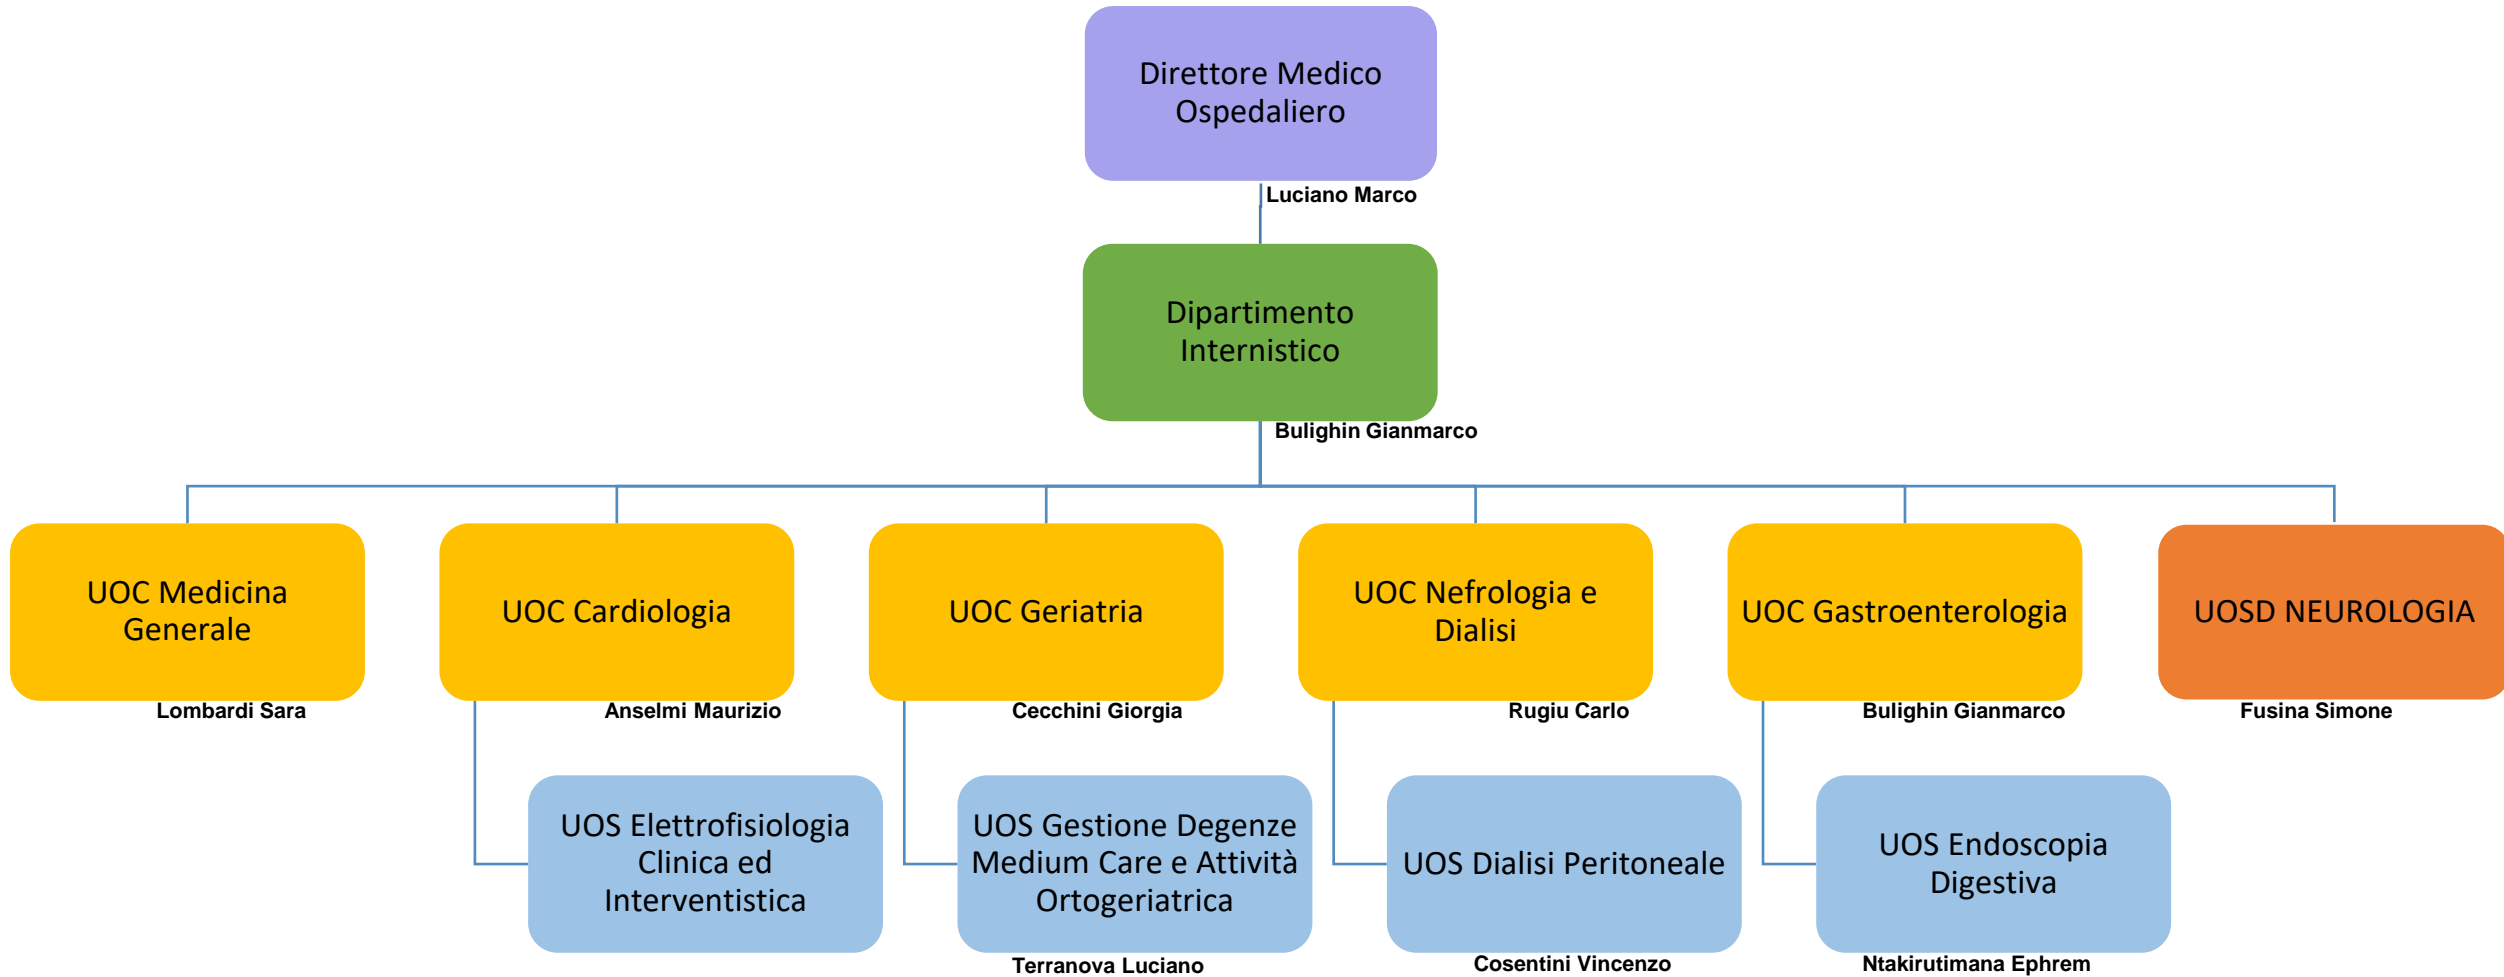 Direttore Medico
Ospedaliero
Luciano Marco
Dipartimento
Internistico
Bulighin Gianmarco
UOC Medicina
Generale
Lombardi Sara
UOC Cardiologia
Anselmi Maurizio
UOC Geriatria
Cecchini Giorgia
UOC Nefrologia e
Dialisi
Rugiu Carlo
UOC Gastroenterologia
Bulighin Gianmarco
UOSD NEUROLOGIA
Fusina Simone
UOS Elettrofisiologia
Clinica ed
Interventistica
UOS Gestione Degenze
Medium Care e Attività
Ortogeriatrica
Terranova Luciano
UOS Dialisi Peritoneale
Cosentini Vincenzo
UOS Endoscopia
Digestiva
Ntakirutimana Ephrem